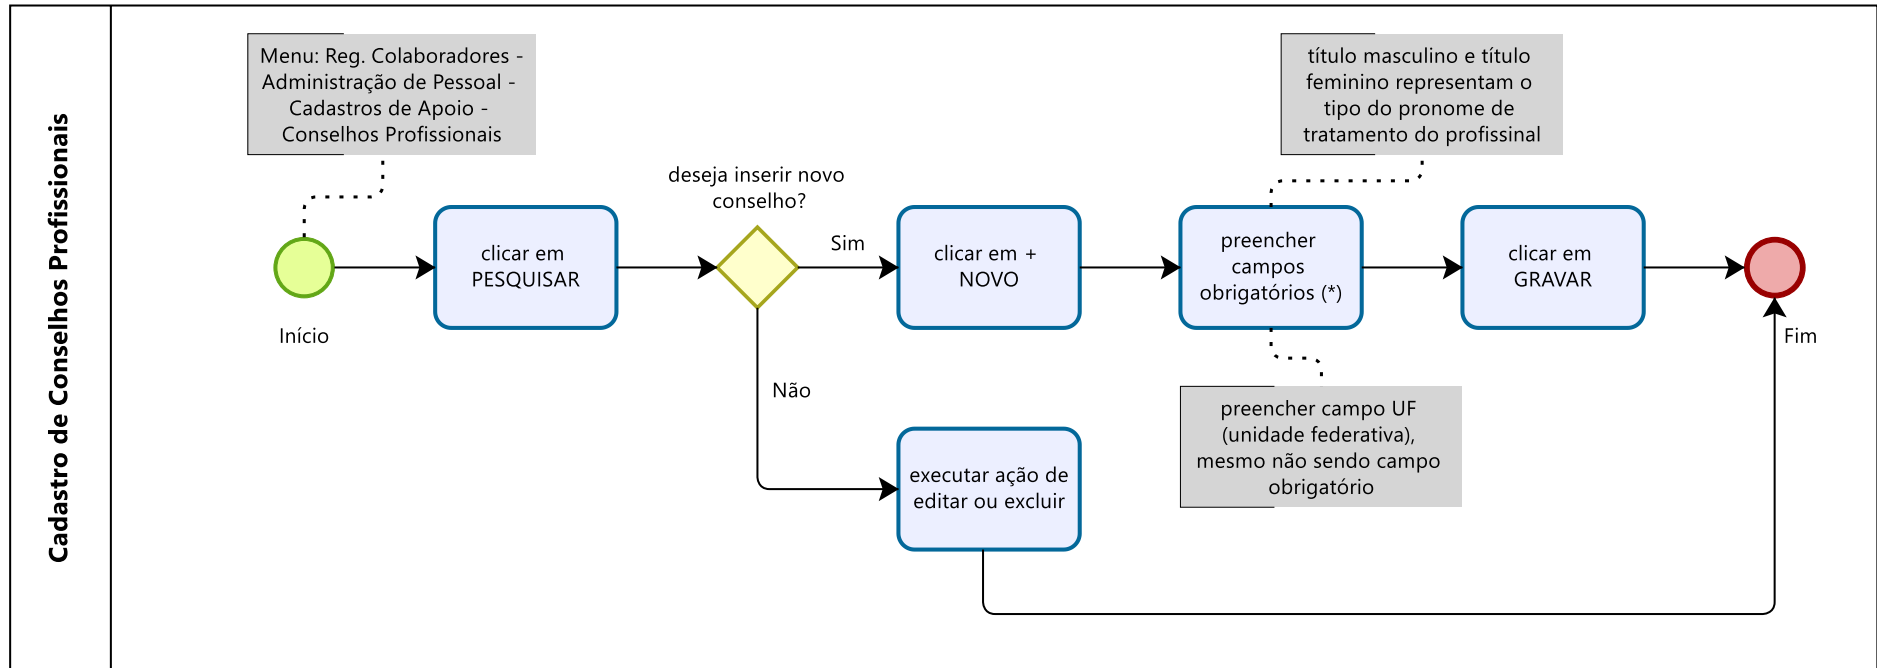 Cadastro de Conselhos Profissionais
Menu: Reg. Colaboradores -
Administração de Pessoal -
Cadastros de Apoio -
Conselhos Profissionais
Início
clicar em
PESQUISAR
deseja inserir novo
conselho?
Sim
Não
clicar em +
NOVO
executar ação de
editar ou excluir
título masculino e título
feminino representam o
tipo do pronome de
tratamento do profissinal
preencher
campos
obrigatórios (*)
preencher campo UF
(unidade federativa),
mesmo não sendo campo
obrigatório
clicar em
GRAVAR
Fim